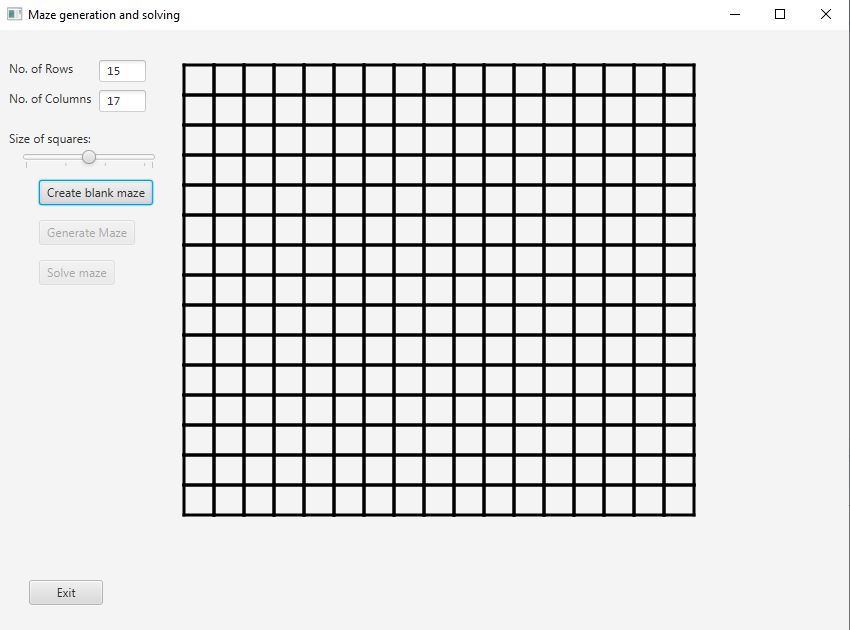 Maze generation and solving
No. of Rows 15
No. of Columns 17
Size of squares:
Create blank maze
Generate Maze
Solve maze
Exit